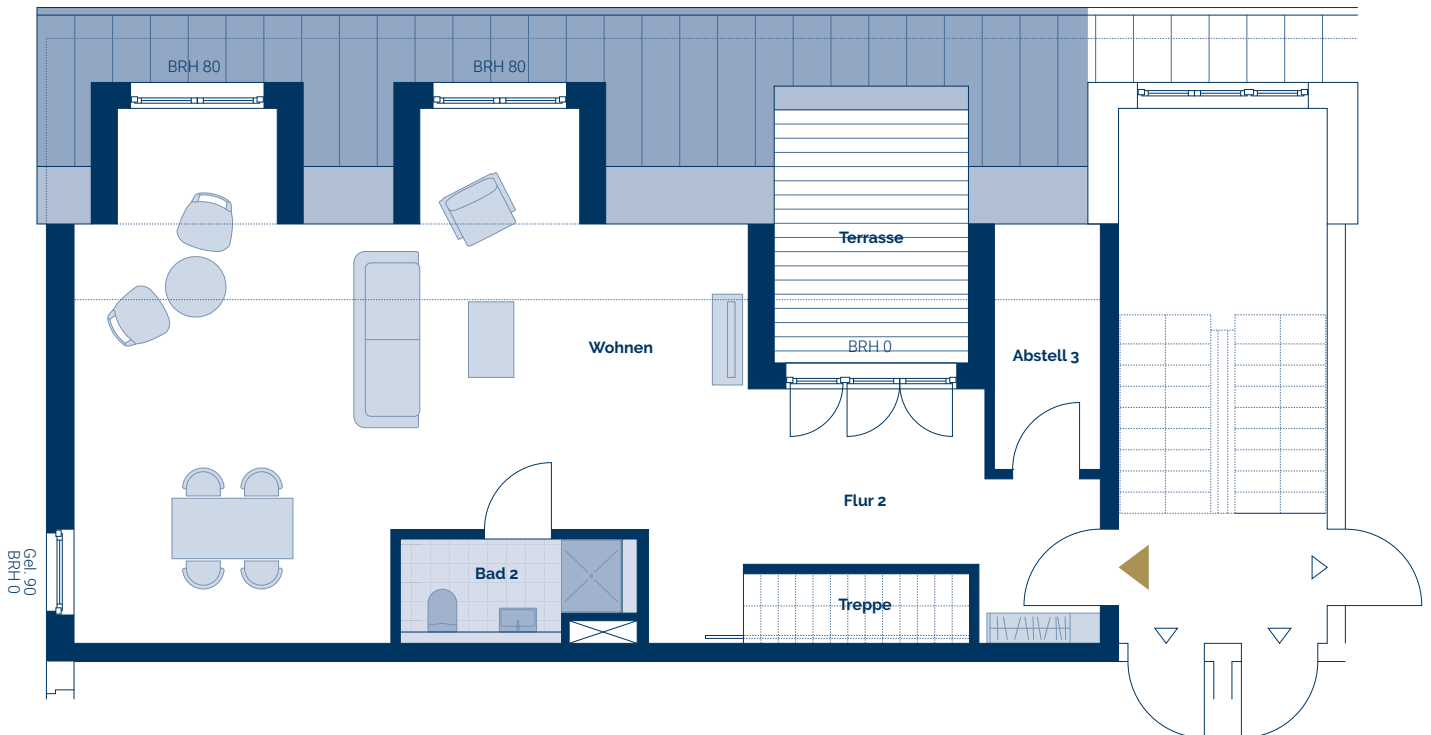 BRH 80
BRH 80
Terrasse
BRH 0
Wohnen
Abstell 3
Flur 2
Gel. 90
BRH 0
Bad 2
Treppe